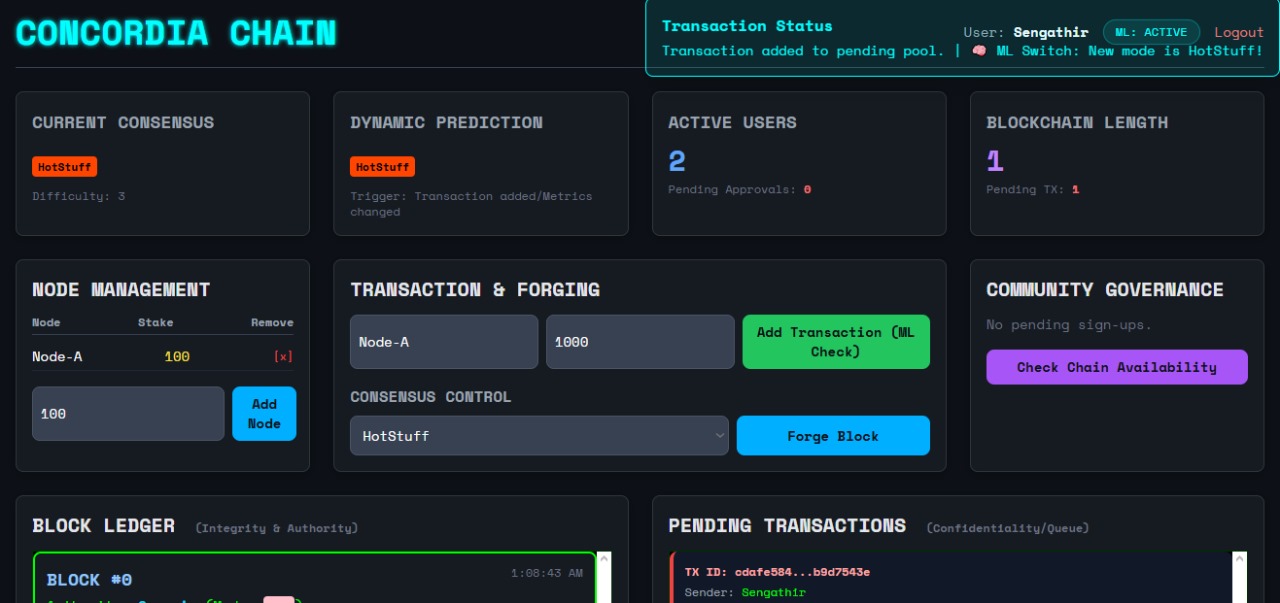 CONCORDIA CHAIN
Transaction Status
User: Sengathir ML: ACTIVE Logout
Transaction added to pending pool. | 🧠 ML Switch: New mode is HotStuff!
CURRENT CONSENSUS
HotStuff
Difficulty: 3
DYNAMIC PREDICTION
HotStuff
Trigger: Transaction added/Metrics
changed
ACTIVE USERS
2
Pending Approvals: 0
BLOCKCHAIN LENGTH
1
Pending TX: 1
NODE MANAGEMENT
Node Stake Remove
Node-A 100 [x]
100
Add
Node
TRANSACTION & FORGING
Node-A
1000
Add Transaction (ML
Check)
CONSENSUS CONTROL
HotStuff
Forge Block
COMMUNITY GOVERNANCE
No pending sign-ups.
Check Chain Availability
BLOCK LEDGER (Integrity & Authority)
BLOCK #0
1:08:43 AM
PENDING TRANSACTIONS (Confidentiality/Queue)
TX ID: cdafe584...b9d7543e
Sender: Sengathir